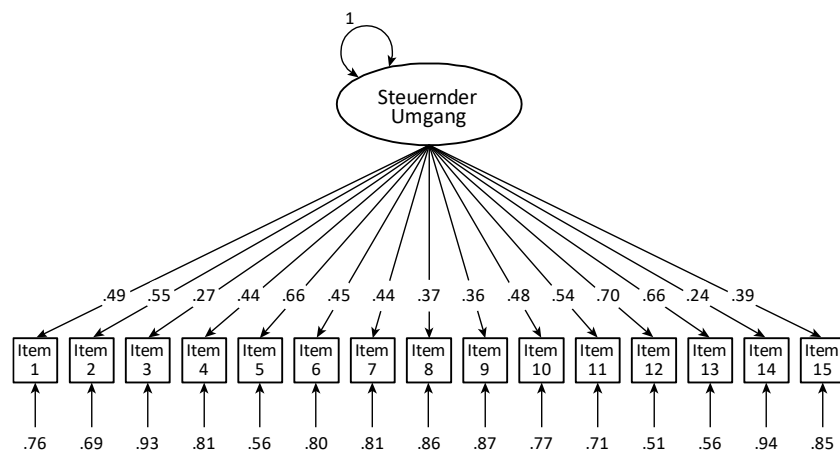 1
Steuernder
Umgang
.49 .55 .27 .44 .66 .45 .44 .37 .36 .48 .54 .70 .66 .24 .39
Item Item Item Item Item Item Item Item Item Item Item Item Item Item Item
1 2 3 4 5 6 7 8 9 10 11 12 13 14 15
.76 .69 .93 .81 .56 .80 .81 .86 .87 .77 .71 .51 .56 .94 .85